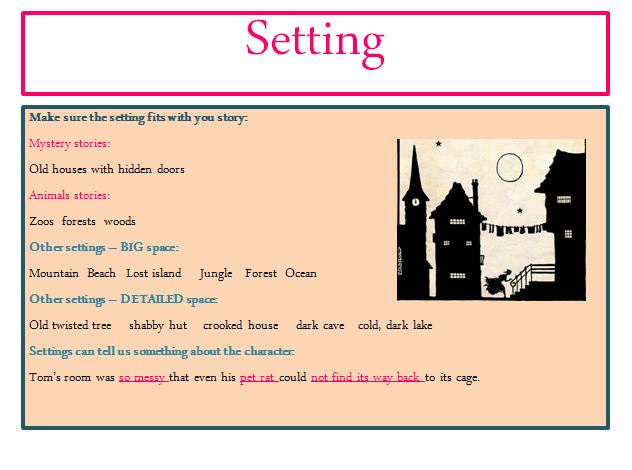 Setting
Make sure the setting fits with you story:
Mystery stories:
Old houses with hidden doors
Animals stories:
Zoos forests woods
Other settings – BIG space:
Mountain Beach Lost island Jungle Forest Ocean
Other settings – DETAILED space:
Old twisted tree shabby hut crooked house dark cave cold, dark lake
Settings can tell us something about the character:
Tom's room was so messy that even his pet rat could not find its way back to its cage.